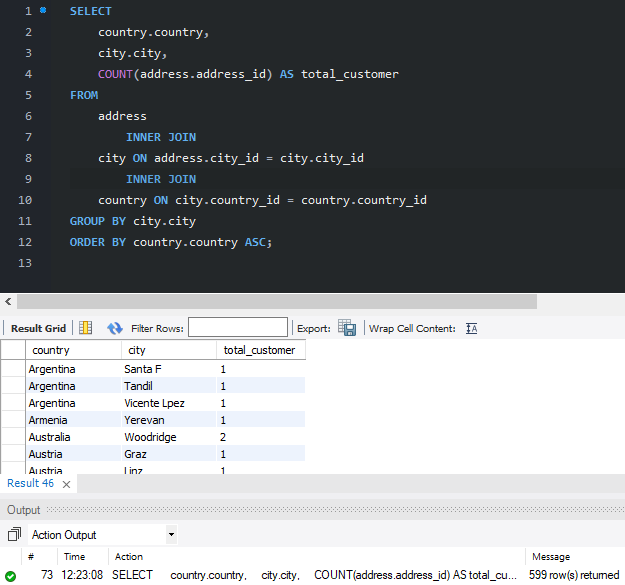 1 SELECT
2 country.country,
3 city.city,
4 COUNT(address.address_id) AS total_customer
5 FROM
6 address
7 INNER JOIN
8 city ON address.city_id = city.city_id
9 INNER JOIN
10 country ON city.country_id = country.country_id
11 GROUP BY city.city
12 ORDER BY country.country ASC;
13
Result Grid Filter Rows: Export: Wrap Cell Content: IA
country city total_customer
Argentina Santa F 1
Argentina Tandil 1
Argentina Vicente Lpez 1
Armenia Yerevan 1
Australia Woodridge 2
Austria Graz 1
Austria Linz 1
Result 46 ×
Output
Action Output
# Time Action Message
73 12:23:08 SELECT country.country, city.city, COUNT(address.address_id) AS total_cu... 599 row(s) returned